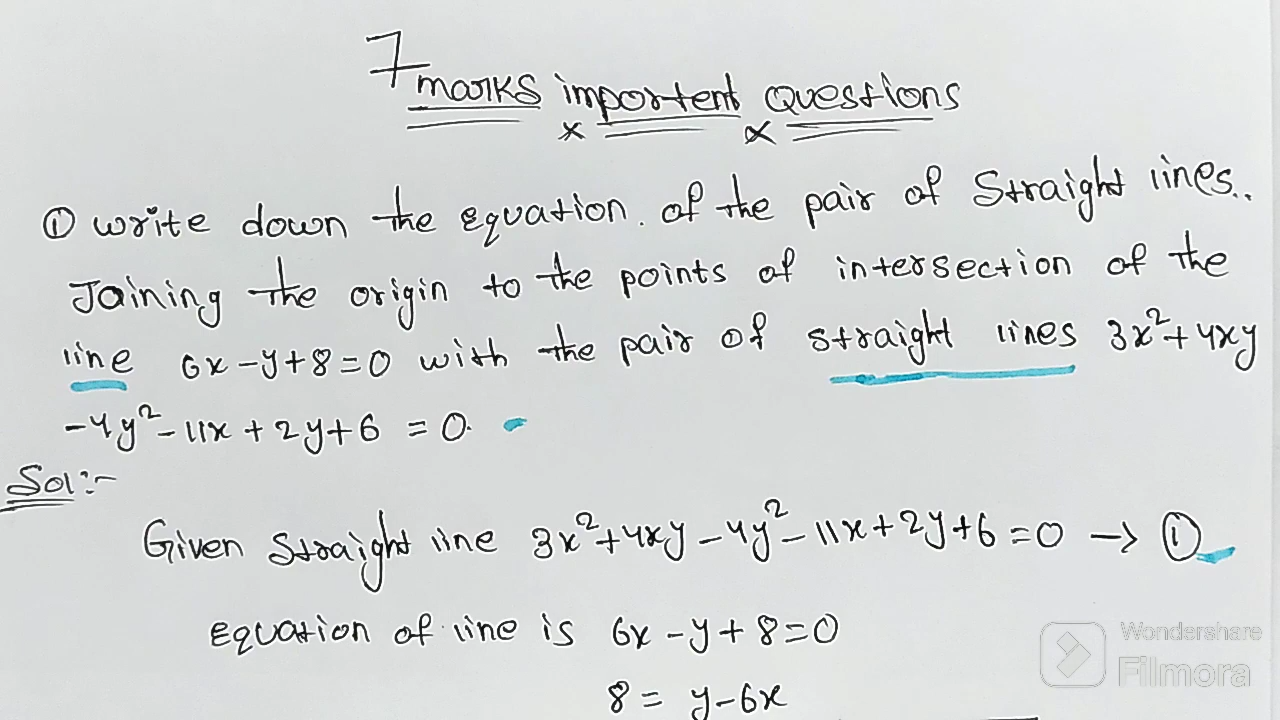 7 marks importent questions
① write down the equation. of the pair of Straight lines..
Joining the origin to the points of intersection of the
line 6x-y+8=0 with the pair of straight lines 3x²+4xy
-4y²-11x+2y+6 =0.
Sol:-
Given Straight line 3x²+4xy-4y²-11x+2y+6=0 → ①
equation of line is 6x-y+8=0
8= y-6x
Wondershare
Filmora